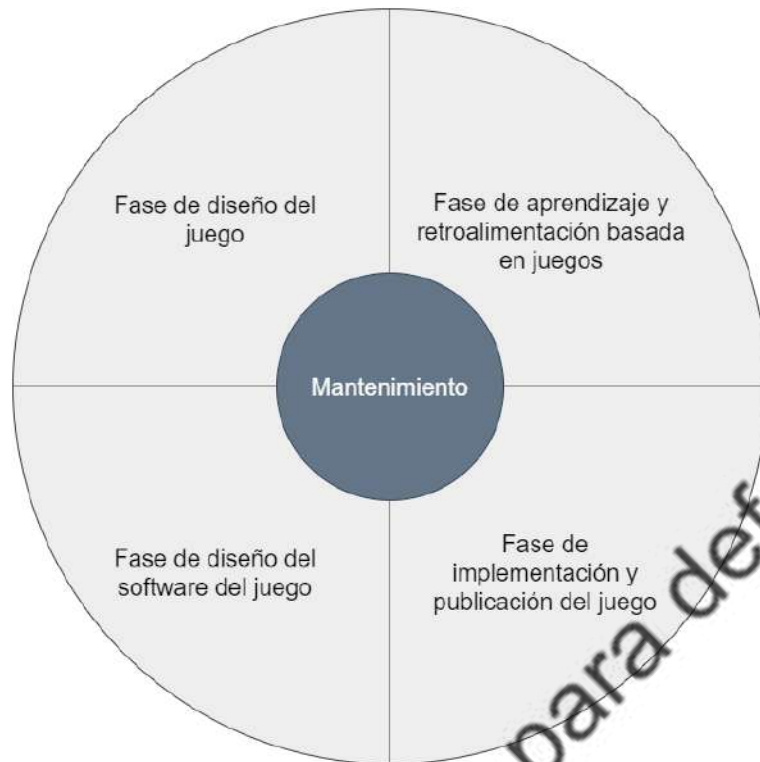 Fase de diseño del
juego
Fase de aprendizaje y
retroalimentación basada
en juegos
Mantenimiento
Fase de diseño del
software del juego
Fase de
implementación y
publicación del juego
para def